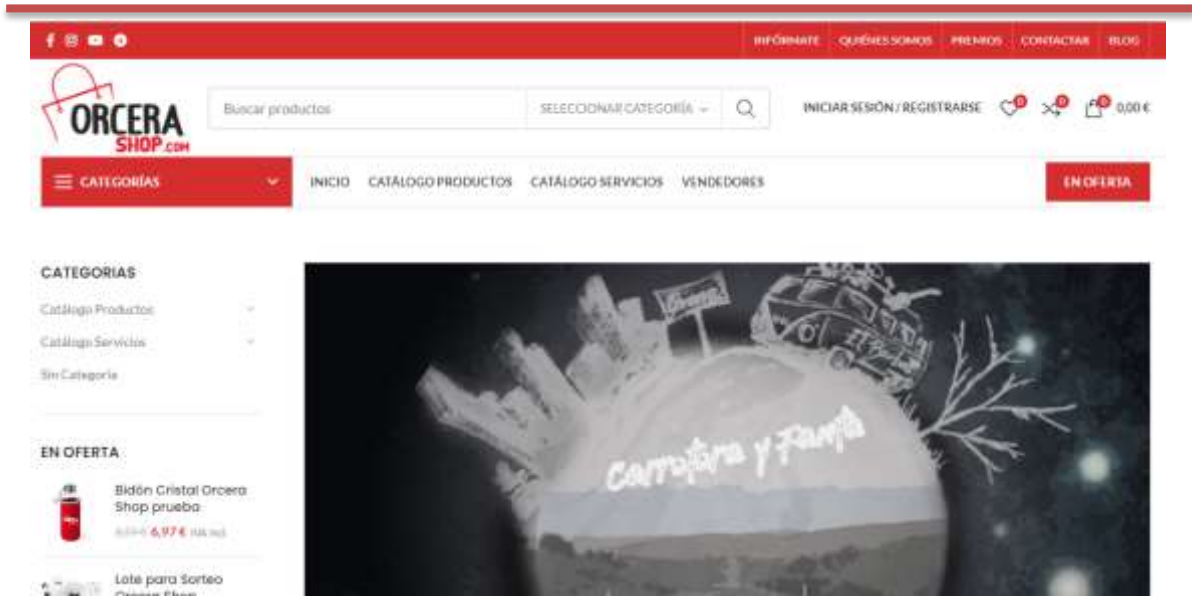 INFÓRMATE QUIÉNES SOMOS PREMIOS CONTACTAR BLOG
ORCERA
SHOP.COM
Buscar productos SELECCIONAR CATEGORÍA INICIAR SESIÓN / REGISTRARSE 0 0 0 0,00 €
CATEGORÍAS INICIO CATÁLOGO PRODUCTOS CATÁLOGO SERVICIOS VENDEDORES EN OFERTA
CATEGORIAS
Catálogo Productos
Catálogo Servicios
Sin Categoría
EN OFERTA
Bidón Cristal Orcera
Shop prueba
6,97 € IVA incl.
Lote para Sorteo
Orcera Shop
Carretera y